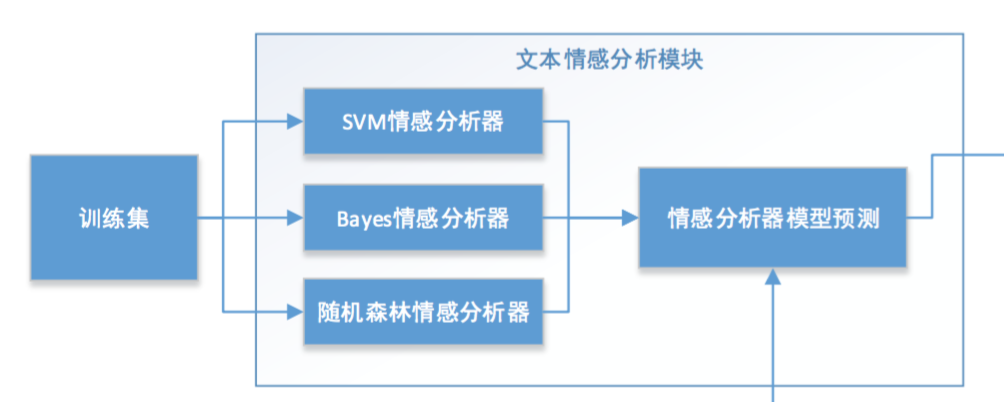 文本情感分析模块
SVM情感分析器
训练集
Bayes情感分析器
情感分析器模型预测
随机森林情感分析器